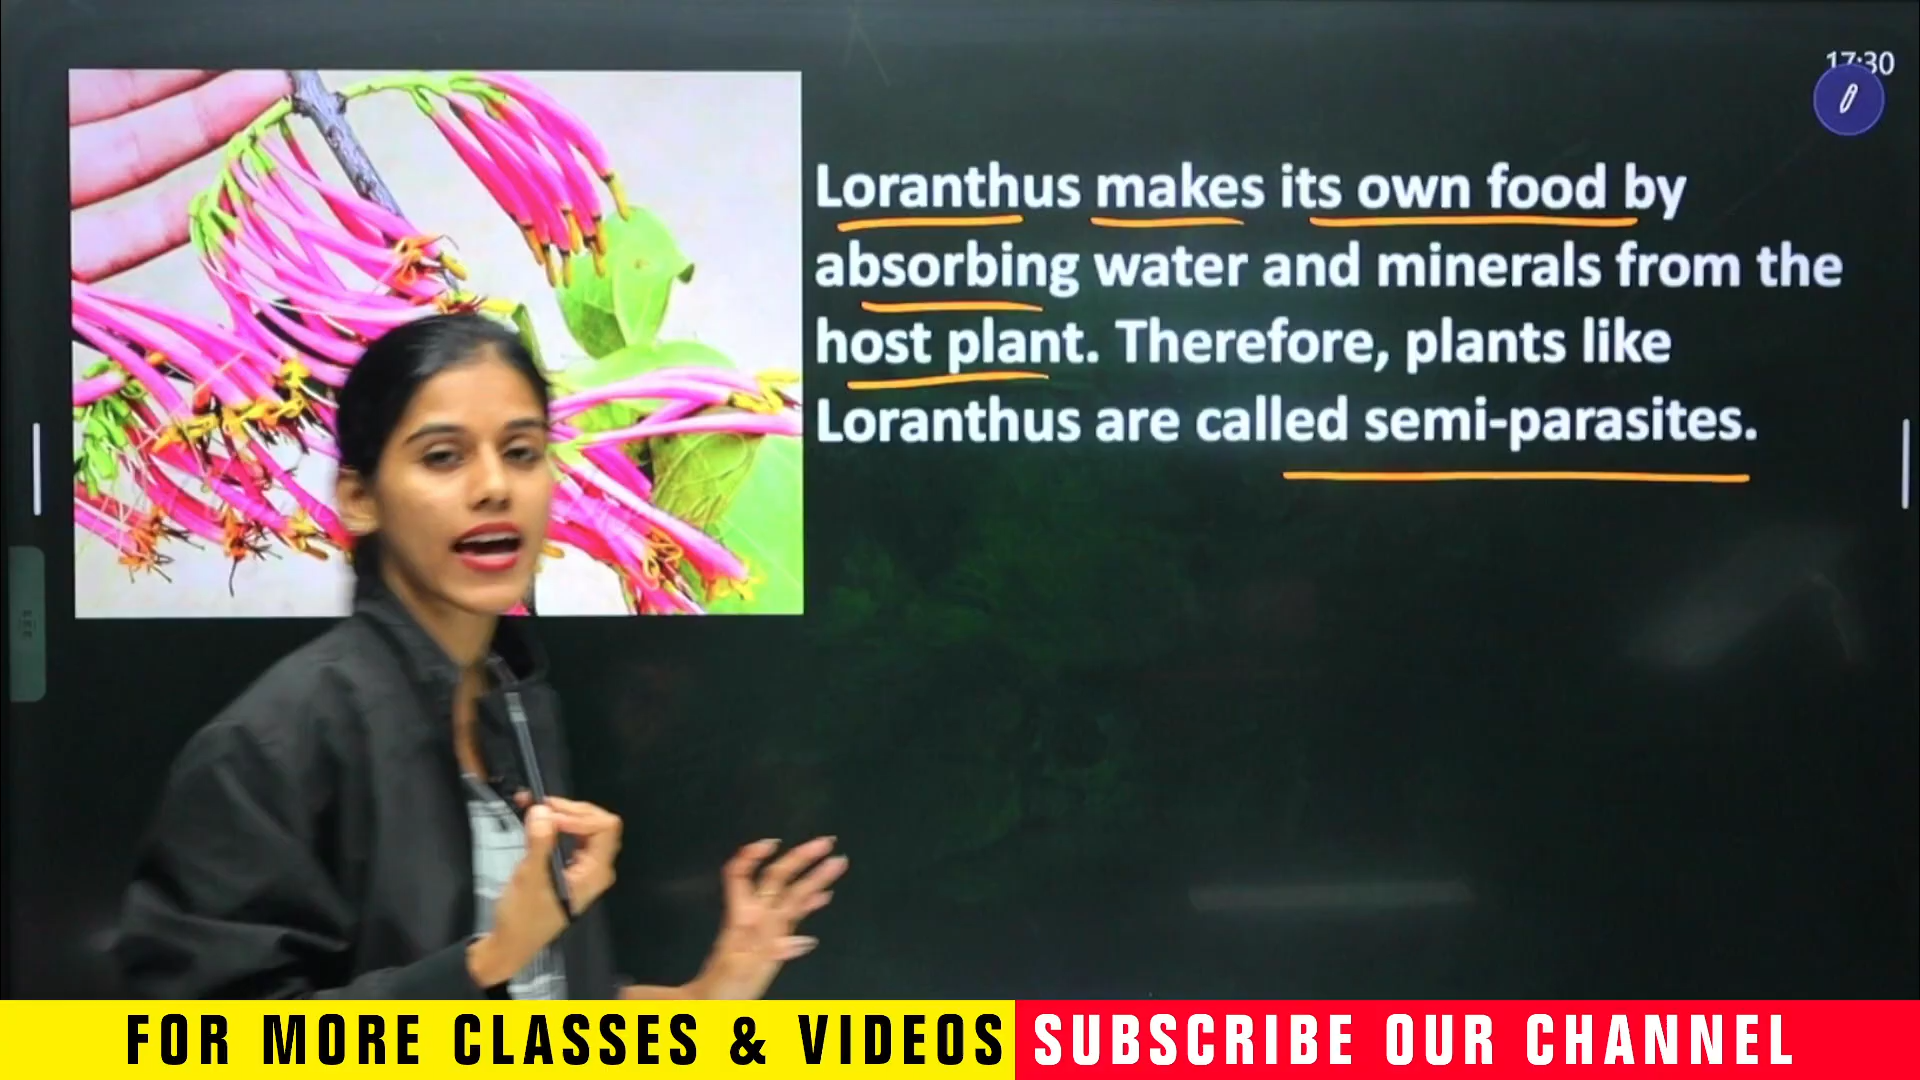 17:30
Loranthus makes its own food by
absorbing water and minerals from the
host plant. Therefore, plants like
Loranthus are called semi-parasites.
FOR MORE CLASSES & VIDEOS SUBSCRIBE OUR CHANNEL